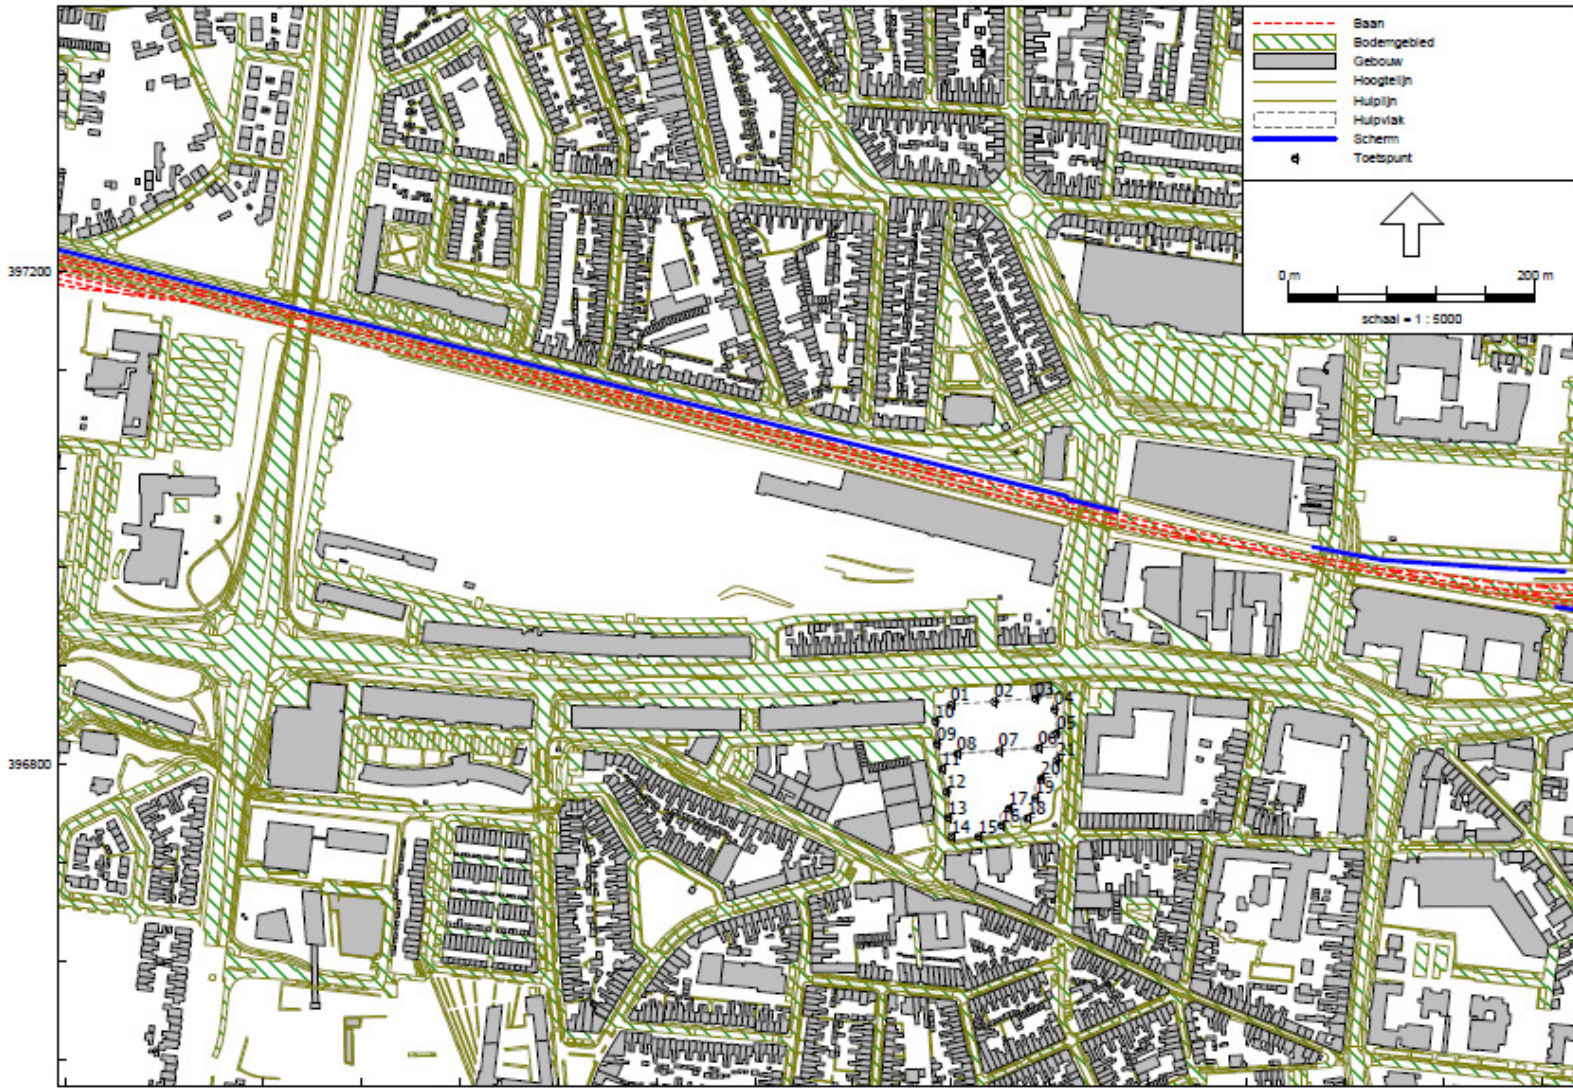 Baan
Bodemgebied
Gebouw
Hoogtelijn
Hulplijn
Hulpvlak
Scherm
Toetspunt
0 m
200 m
schaal = 1 : 5000
397200
396800
01
02
03
04
10
05
09
08
07
06
21
11
20
12
19
17
13
18
16
14
15